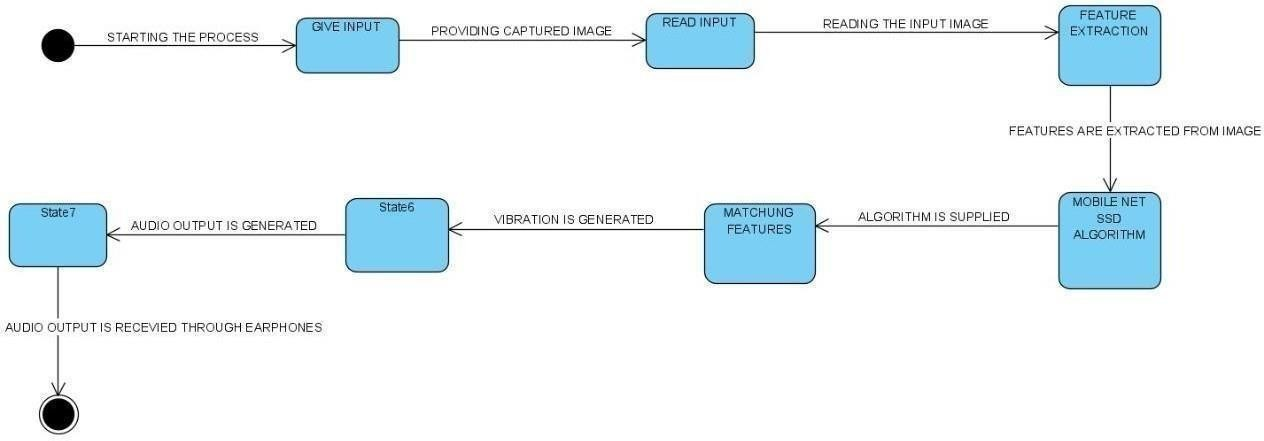 STARTING THE PROCESS
GIVE INPUT
PROVIDING CAPTURED IMAGE
READ INPUT
READING THE INPUT IMAGE
FEATURE
EXTRACTION
FEATURES ARE EXTRACTED FROM IMAGE
MOBILE NET
SSD
ALGORITHM
ALGORITHM IS SUPPLIED
MATCHUNG
FEATURES
VIBRATION IS GENERATED
State6
AUDIO OUTPUT IS GENERATED
State7
AUDIO OUTPUT IS RECEVIED THROUGH EARPHONES